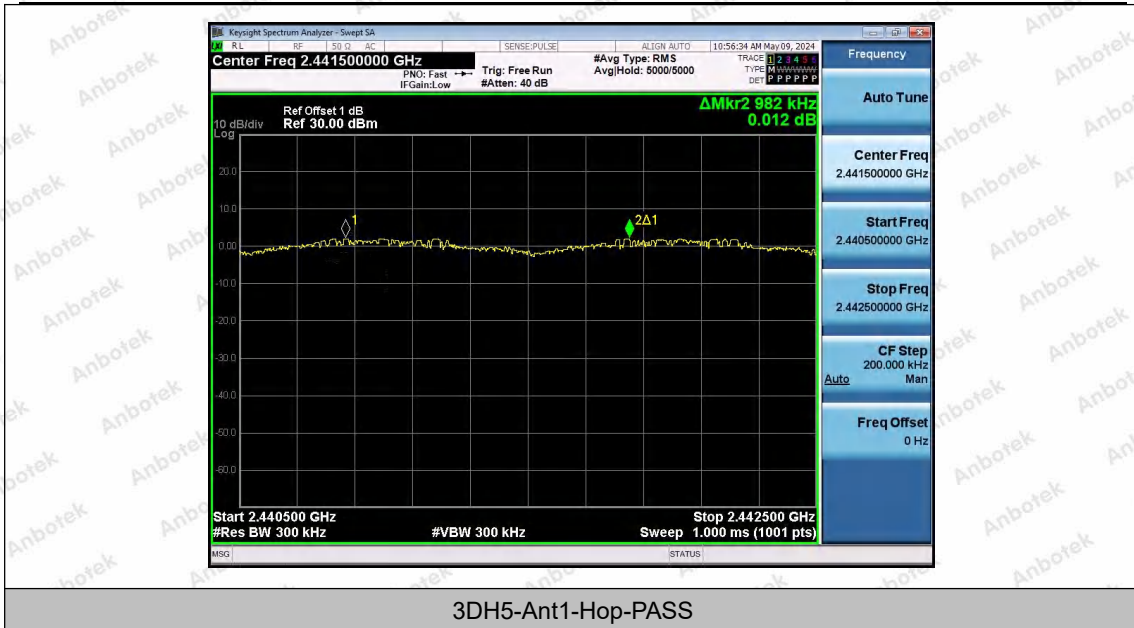 Keysight Spectrum Analyzer - Swept SA
LXI RL RF 50 Ω AC SENSE:PULSE ALIGN AUTO 10:56:34 AM May 09, 2024
Center Freq 2.441500000 GHz
PNO: Fast
IFGain:Low
Trig: Free Run
#Atten: 40 dB
#Avg Type: RMS
Avg|Hold: 5000/5000
TRACE 1 2 3 4 5 6
TYPE M WWWWW
DET P P P P P P
Frequency
Auto Tune
Center Freq
2.441500000 GHz
Start Freq
2.440500000 GHz
Stop Freq
2.442500000 GHz
CF Step
200.000 kHz
Auto Man
Freq Offset
0 Hz
ΔMkr2 982 kHz
0.012 dB
Ref Offset 1 dB
10 dB/div Ref 30.00 dBm
Log
20.0
10.0
1
2Δ1
0.00
-10.0
-20.0
-30.0
-40.0
-50.0
-60.0
Start 2.440500 GHz Stop 2.442500 GHz
#Res BW 300 kHz #VBW 300 kHz Sweep 1.000 ms (1001 pts)
MSG STATUS
3DH5-Ant1-Hop-PASS
Anbotek